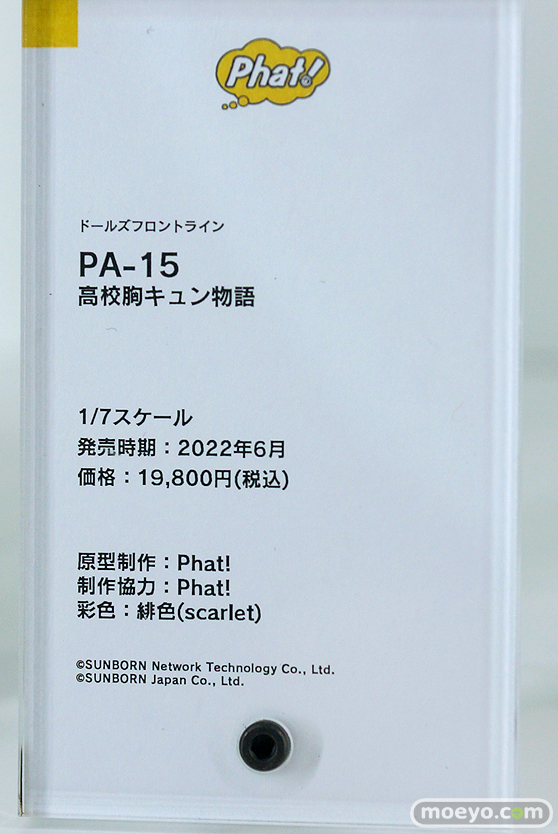 Phat!
ドールズフロントライン
PA-15
高校胸キュン物語
1/7スケール
発売時期：2022年6月
価格：19,800円(税込)
原型制作：Phat!
制作協力：Phat!
彩色：緋色(scarlet)
©SUNBORN Network Technology Co., Ltd.
©SUNBORN Japan Co., Ltd.
moeyo.com